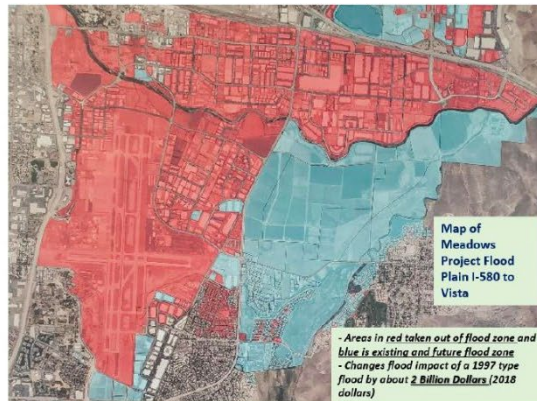 Map of
Meadows
Project Flood
Plain I-580 to
Vista
- Areas in red taken out of flood zone and
blue is existing and future flood zone
- Changes flood impact of a 1997 type
flood by about 2 Billion Dollars (2018
dollars)